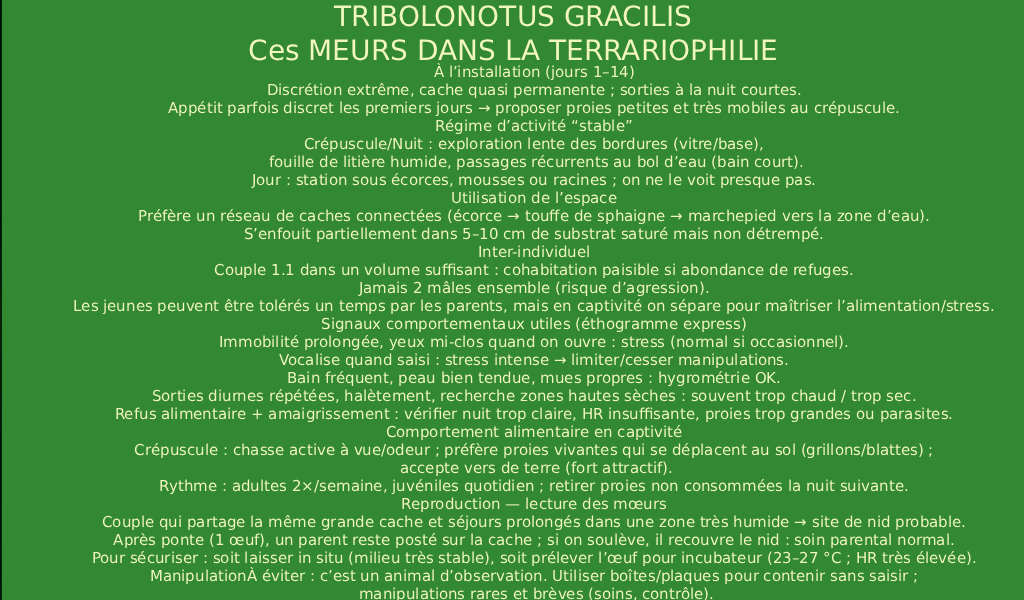 TRIBOLONOTUS GRACILIS
Ces MEURS DANS LA TERRARIOPHILIE
À l’installation (jours 1–14)
Discrétion extrême, cache quasi permanente ; sorties à la nuit courtes.
Appétit parfois discret les premiers jours → proposer proies petites et très mobiles au crépuscule.
Régime d’activité “stable”
Crépuscule/Nuit : exploration lente des bordures (vitre/base),
fouille de litière humide, passages récurrents au bol d’eau (bain court).
Jour : station sous écorces, mousses ou racines ; on ne le voit presque pas.
Utilisation de l’espace
Préfère un réseau de caches connectées (écorce → touffe de sphaigne → marchepied vers la zone d’eau).
S’enfouit partiellement dans 5–10 cm de substrat saturé mais non détrempé.
Inter-individuel
Couple 1.1 dans un volume suffisant : cohabitation paisible si abondance de refuges.
Jamais 2 mâles ensemble (risque d’agression).
Les jeunes peuvent être tolérés un temps par les parents, mais en captivité on sépare pour maîtriser l’alimentation/stress.
Signaux comportementaux utiles (éthogramme express)
Immobilité prolongée, yeux mi-clos quand on ouvre : stress (normal si occasionnel).
Vocalise quand saisi : stress intense → limiter/cesser manipulations.
Bain fréquent, peau bien tendue, mues propres : hygrométrie OK.
Sorties diurnes répétées, halètement, recherche zones hautes sèches : souvent trop chaud / trop sec.
Refus alimentaire + amaigrissement : vérifier nuit trop claire, HR insuffisante, proies trop grandes ou parasites.
Comportement alimentaire en captivité
Crépuscule : chasse active à vue/odeur ; préfère proies vivantes qui se déplacent au sol (grillons/blattes) ;
accepte vers de terre (fort attractif).
Rythme : adultes 2×/semaine, juvéniles quotidien ; retirer proies non consommées la nuit suivante.
Reproduction — lecture des mœurs
Couple qui partage la même grande cache et séjours prolongés dans une zone très humide → site de nid probable.
Après ponte (1 œuf), un parent reste posté sur la cache ; si on soulève, il recouvre le nid : soin parental normal.
Pour sécuriser : soit laisser in situ (milieu très stable), soit prélever l’œuf pour incubateur (23–27 °C ; HR très élevée).
ManipulationÀ éviter : c’est un animal d’observation. Utiliser boîtes/plaques pour contenir sans saisir ;
manipulations rares et brèves (soins, contrôle).